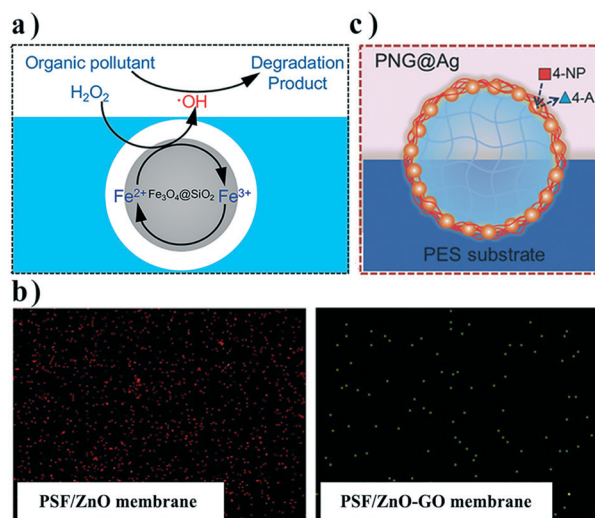 a)
Organic pollutant
Degradation
Product
H₂O₂
·OH
Fe²⁺
Fe₃O₄@SiO₂
Fe³⁺
c)
PNG@Ag
4-NP
4-A
PES substrate
b)
PSF/ZnO membrane
PSF/ZnO-GO membrane